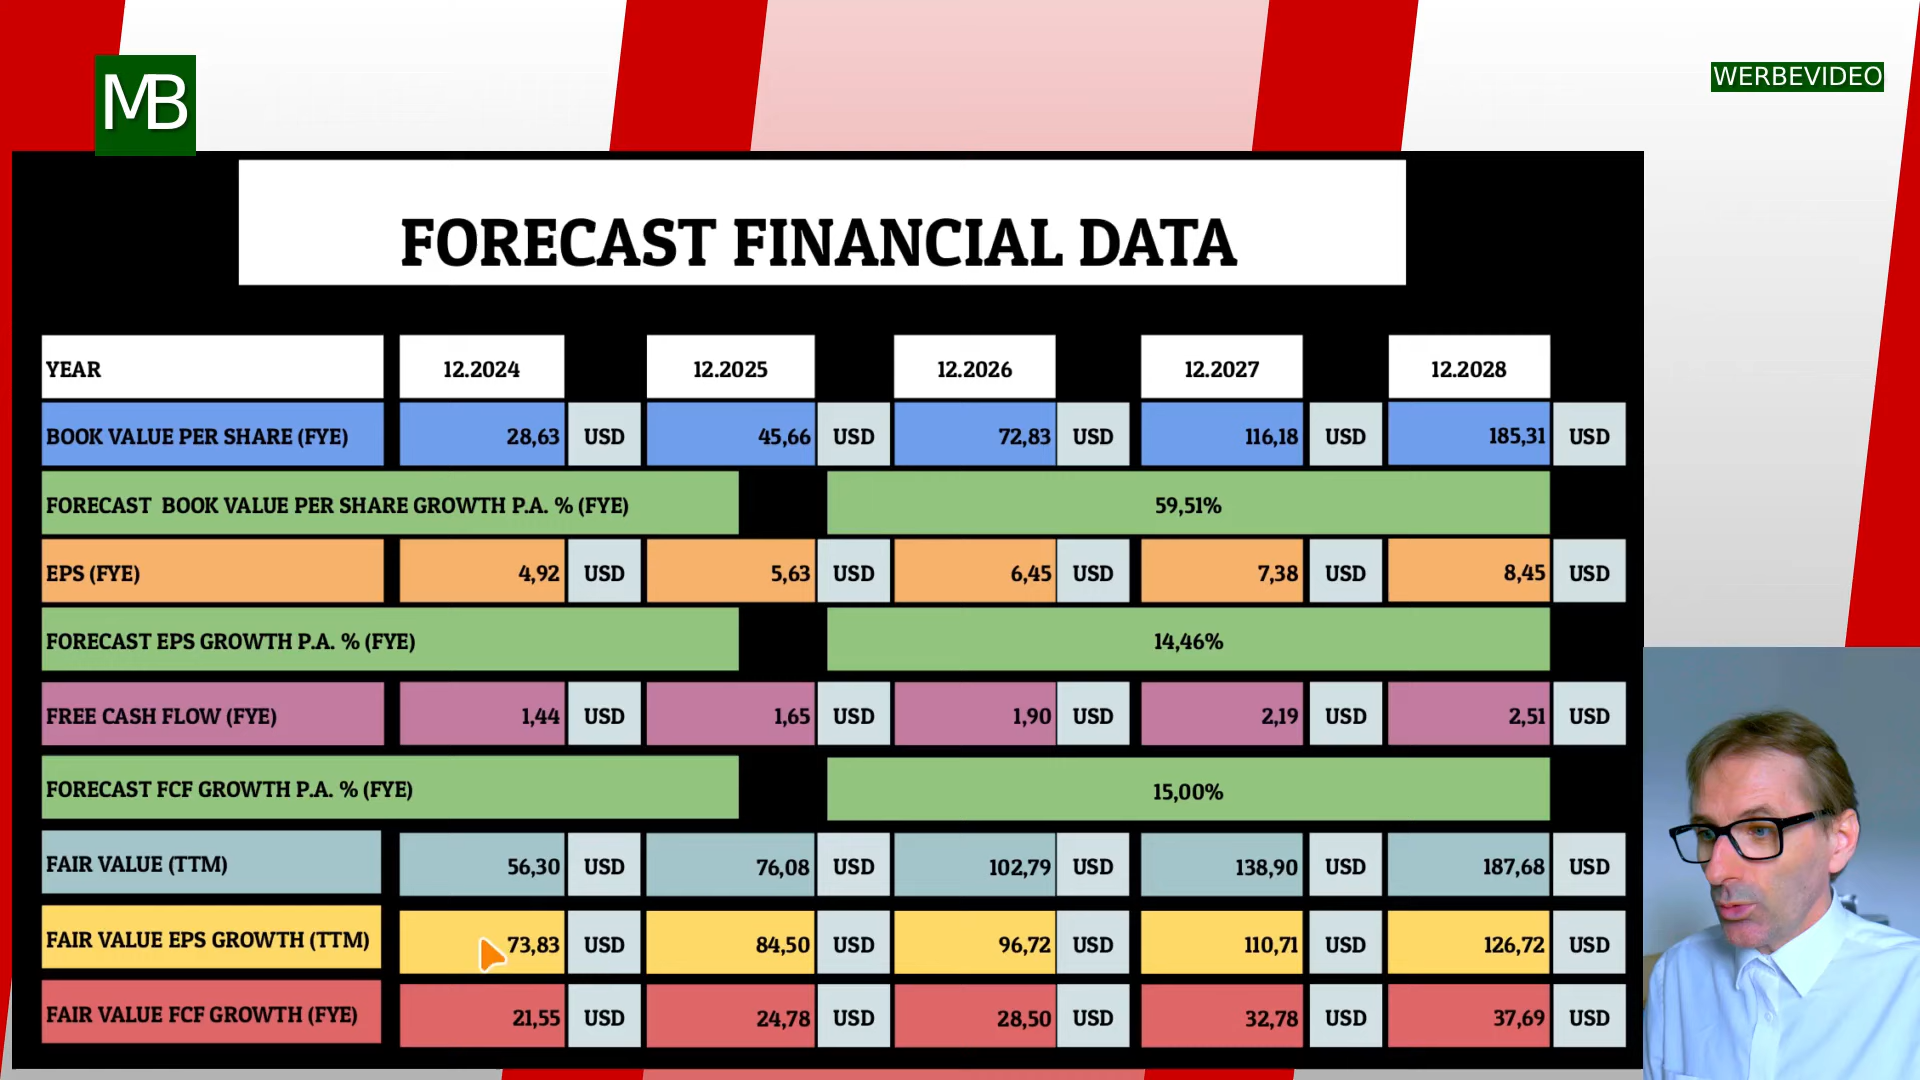 MB
WERBEVIDEO
FORECAST FINANCIAL DATA
YEAR 12.2024 12.2025 12.2026 12.2027 12.2028
BOOK VALUE PER SHARE (FYE) 28,63 USD 45,66 USD 72,83 USD 116,18 USD 185,31 USD
FORECAST BOOK VALUE PER SHARE GROWTH P.A. % (FYE) 59,51%
EPS (FYE) 4,92 USD 5,63 USD 6,45 USD 7,38 USD 8,45 USD
FORECAST EPS GROWTH P.A. % (FYE) 14,46%
FREE CASH FLOW (FYE) 1,44 USD 1,65 USD 1,90 USD 2,19 USD 2,51 USD
FORECAST FCF GROWTH P.A. % (FYE) 15,00%
FAIR VALUE (TTM) 56,30 USD 76,08 USD 102,79 USD 138,90 USD 187,68 USD
FAIR VALUE EPS GROWTH (TTM) 73,83 USD 84,50 USD 96,72 USD 110,71 USD 126,72 USD
FAIR VALUE FCF GROWTH (FYE) 21,55 USD 24,78 USD 28,50 USD 32,78 USD 37,69 USD